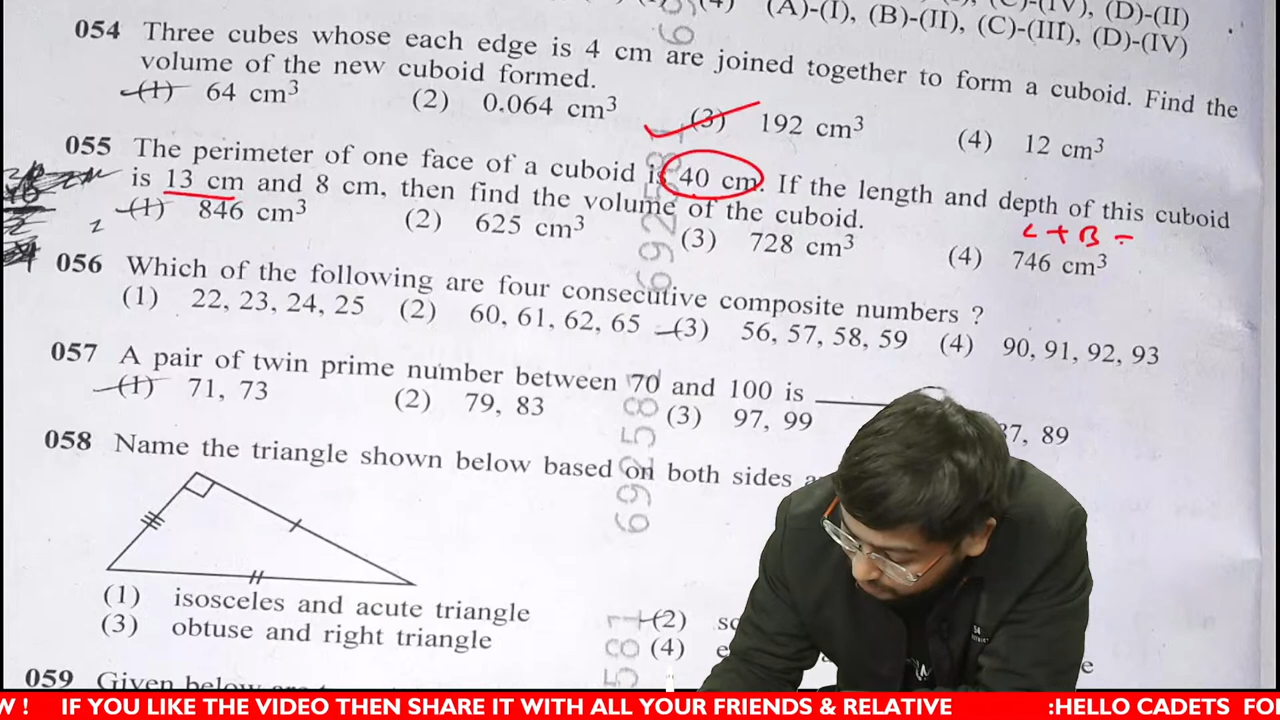 (4) (A)-(I), (B)-(II), (C)-(III), (D)-(IV)
054 Three cubes whose each edge is 4 cm are joined together to form a cuboid. Find the
volume of the new cuboid formed.
(1) 64 cm³ (2) 0.064 cm³ (3) 192 cm³ (4) 12 cm³
055 The perimeter of one face of a cuboid is 40 cm. If the length and depth of this cuboid
is 13 cm and 8 cm, then find the volume of the cuboid.
L + B =
(1) 846 cm³ (2) 625 cm³ (3) 728 cm³ (4) 746 cm³
056 Which of the following are four consecutive composite numbers ?
(1) 22, 23, 24, 25 (2) 60, 61, 62, 65 (3) 56, 57, 58, 59 (4) 90, 91, 92, 93
057 A pair of twin prime number between 70 and 100 is
(1) 71, 73 (2) 79, 83 (3) 97, 99 87, 89
058 Name the triangle shown below based on both sides
(1) isosceles and acute triangle (2)
(3) obtuse and right triangle (4)
059 Given below
692581
692581
581
W ! IF YOU LIKE THE VIDEO THEN SHARE IT WITH ALL YOUR FRIENDS & RELATIVE :HELLO CADETS FO